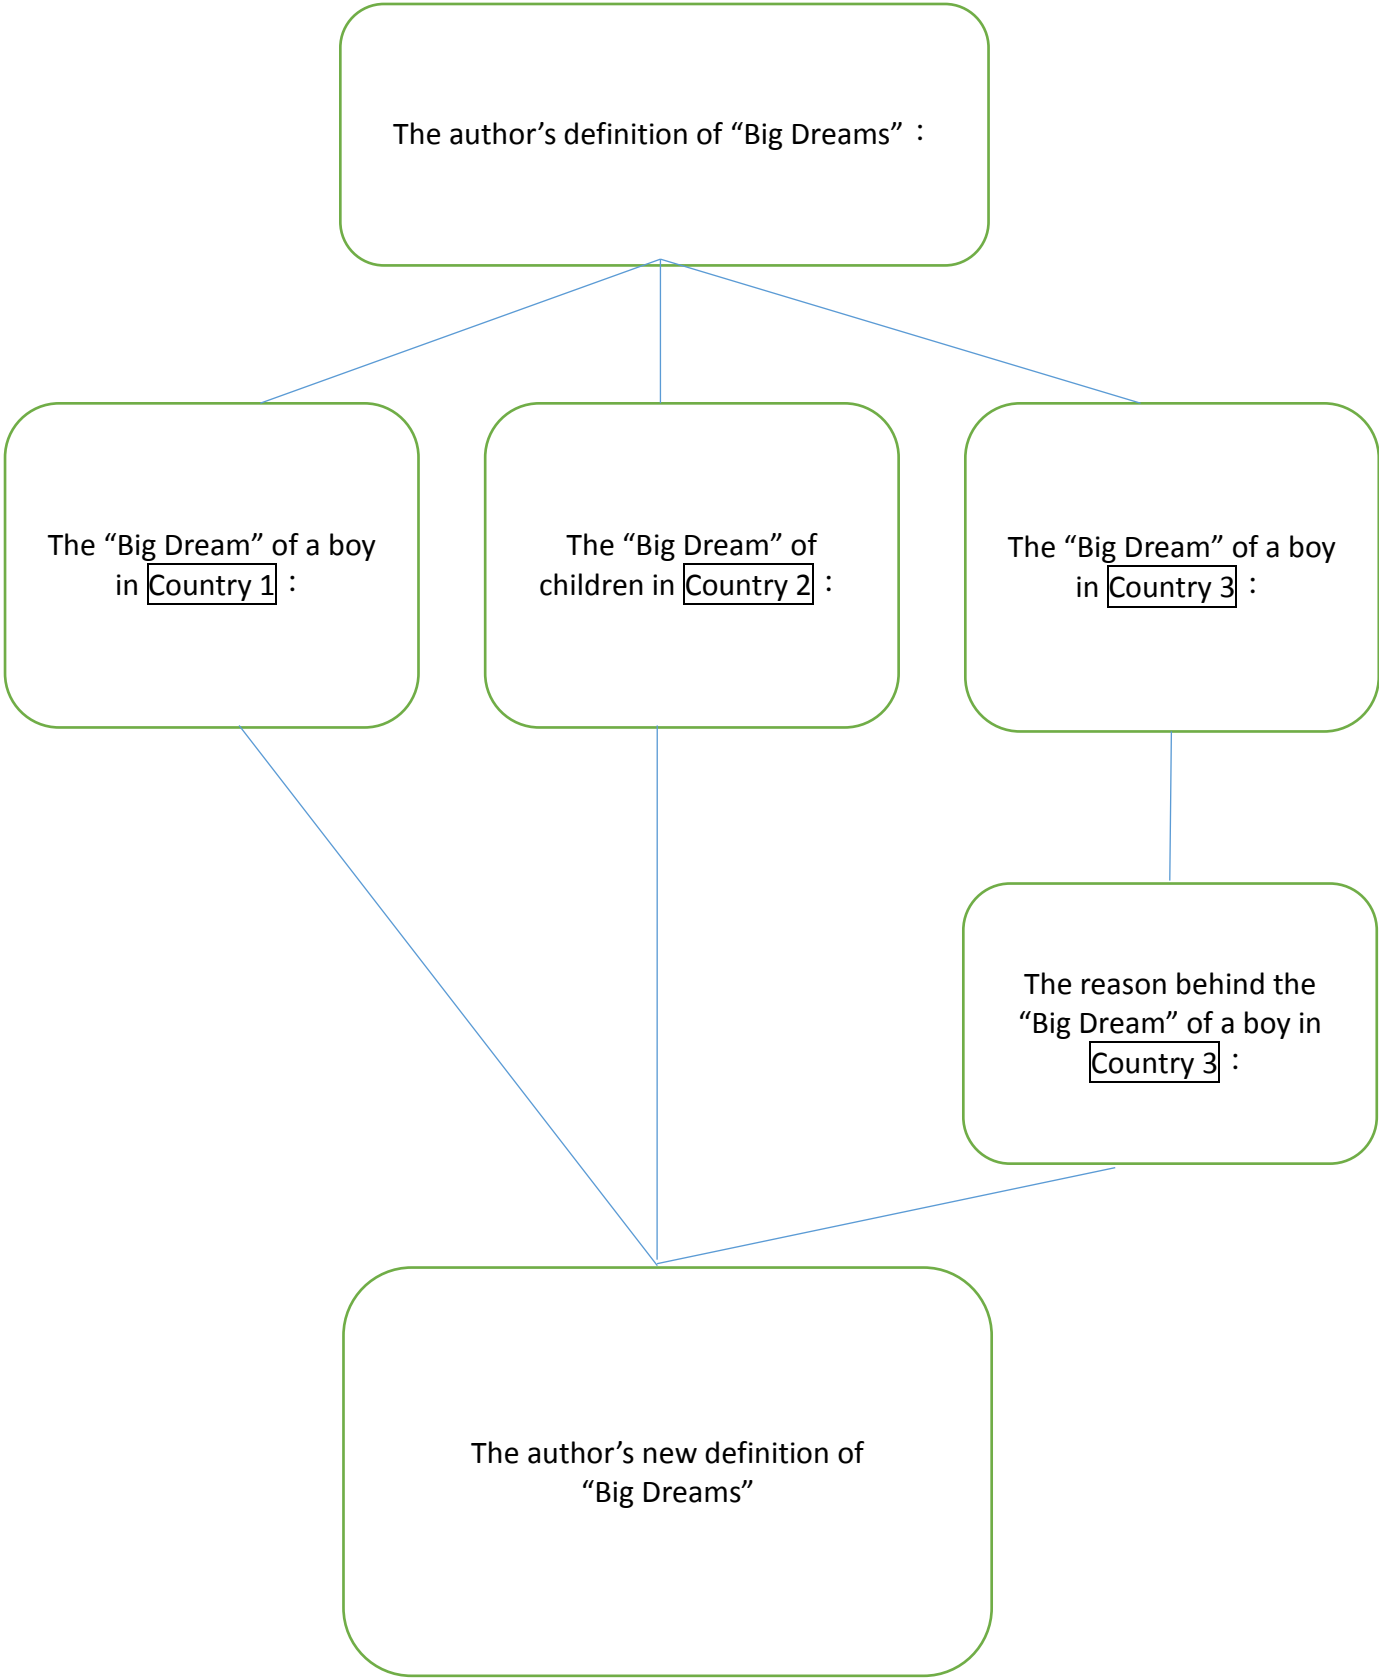 The author’s definition of “Big Dreams”：
The “Big Dream” of a boy
in Country 1：
The “Big Dream” of
children in Country 2：
The “Big Dream” of a boy
in Country 3：
The reason behind the
“Big Dream” of a boy in
Country 3：
The author’s new definition of
“Big Dreams”